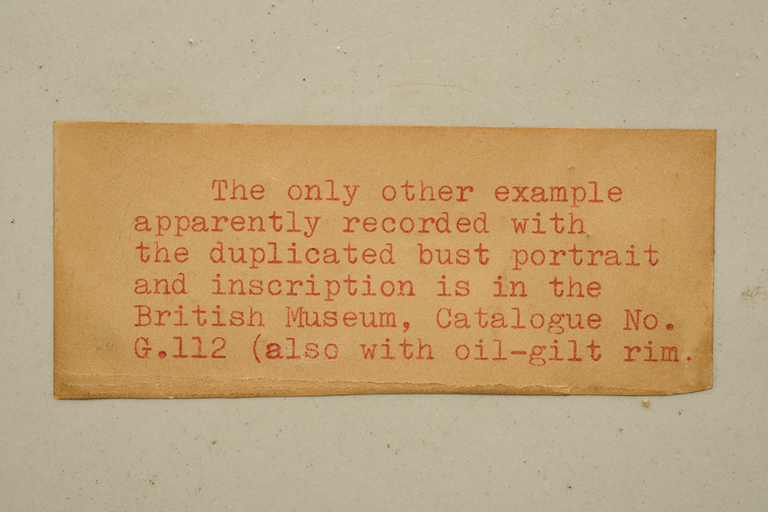 The only other example
apparently recorded with
the duplicated bust portrait
and inscription is in the
British Museum, Catalogue No.
G.112 (also with oil-gilt rim.